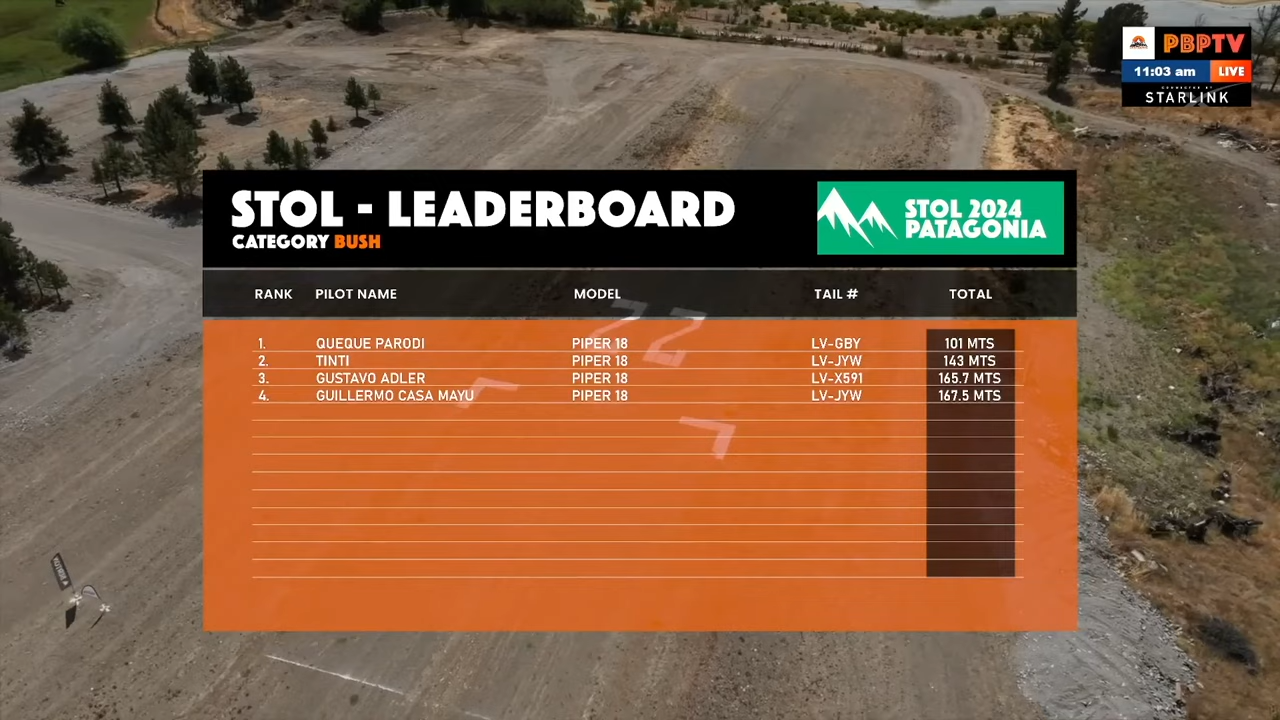 PBPTV
11:03 am LIVE
STARLINK
STOL - LEADERBOARD
CATEGORY BUSH
STOL 2024
PATAGONIA
RANK PILOT NAME MODEL TAIL # TOTAL
1. QUEQUE PARODI PIPER 18 LV-GBY 101 MTS
2. TINTI PIPER 18 LV-JYW 143 MTS
3. GUSTAVO ADLER PIPER 18 LV-X591 165.7 MTS
4. GUILLERMO CASA MAYU PIPER 18 LV-JYW 167.5 MTS
22